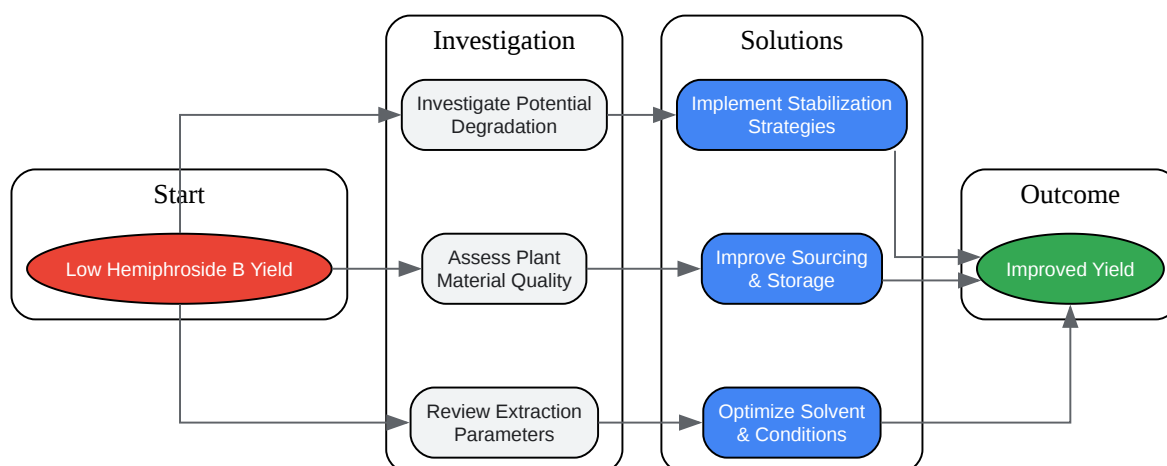 Investigation
Solutions
Investigate Potential
Degradation
Implement Stabilization
Strategies
Start
Outcome
Low Hemiphroside B Yield
Assess Plant
Material Quality
Improve Sourcing
& Storage
Improved Yield
Review Extraction
Parameters
Optimize Solvent
& Conditions